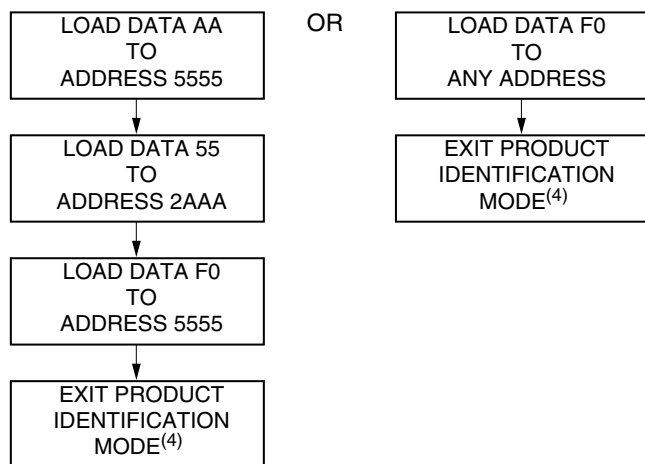 LOAD DATA AA
TO
ADDRESS 5555
LOAD DATA 55
TO
ADDRESS 2AAA
LOAD DATA F0
TO
ADDRESS 5555
EXIT PRODUCT
IDENTIFICATION
MODE(4)
OR
LOAD DATA F0
TO
ANY ADDRESS
EXIT PRODUCT
IDENTIFICATION
MODE(4)